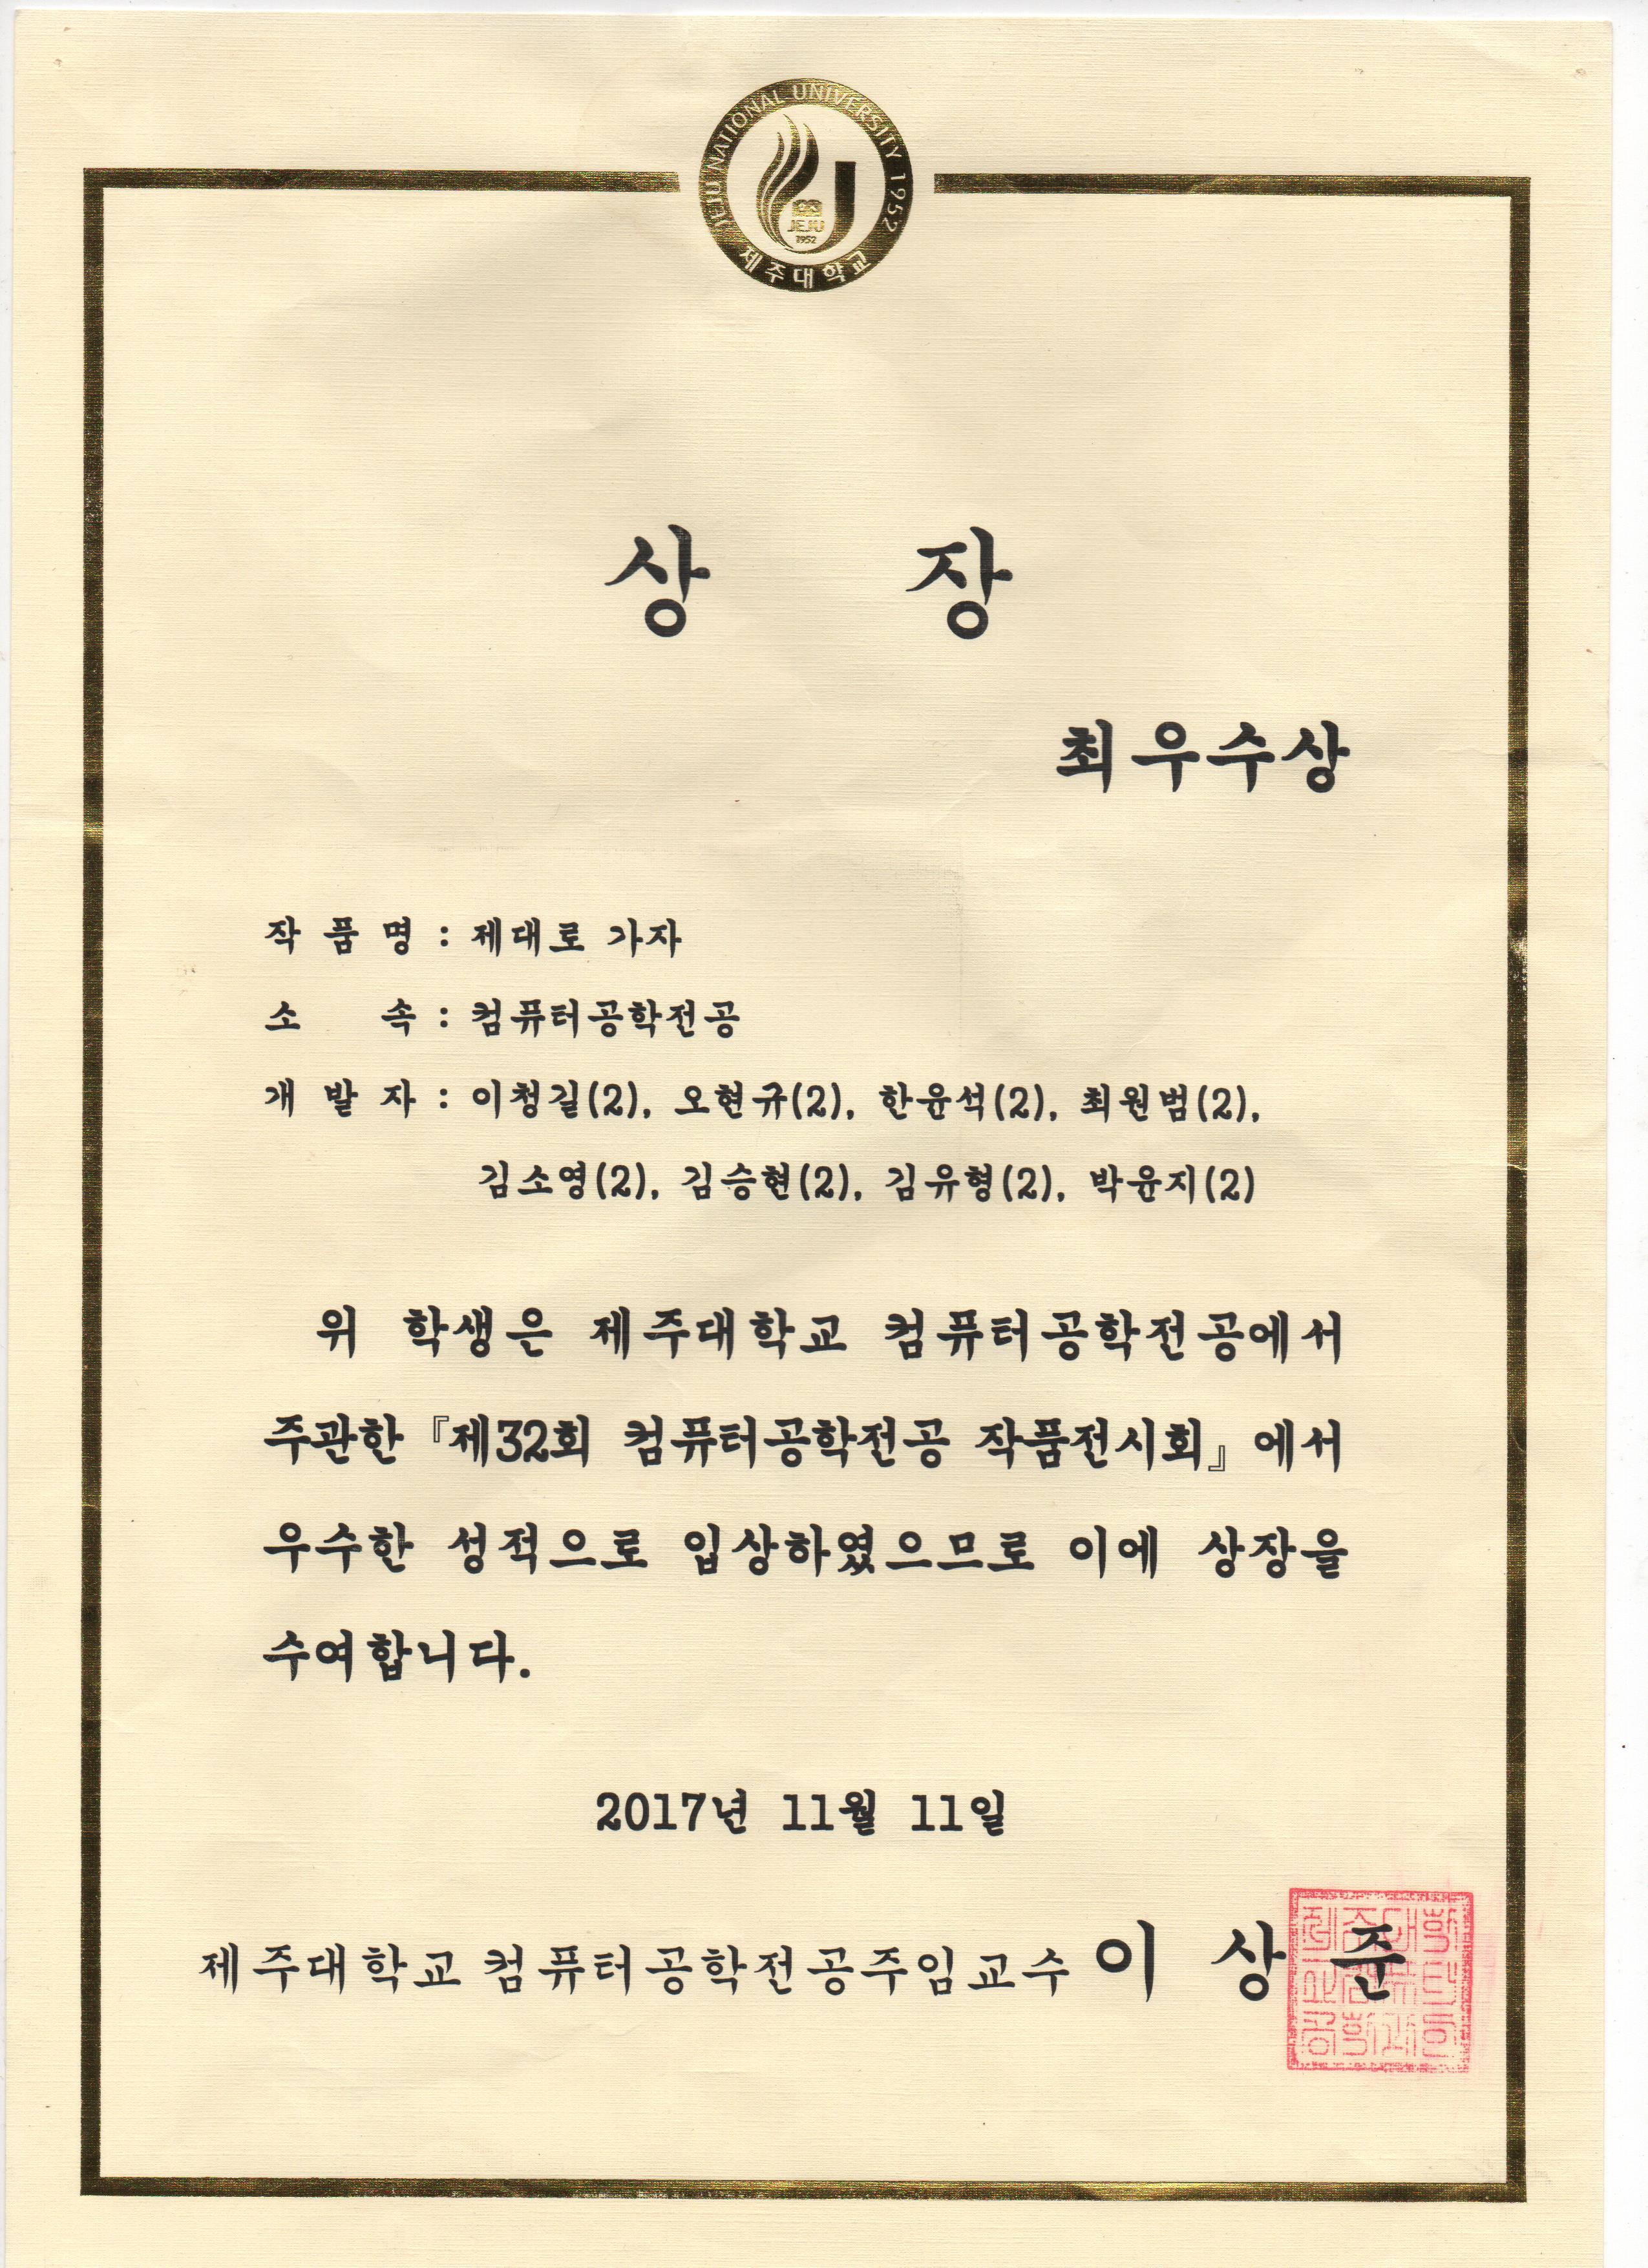 JEJU NATIONAL UNIVERSITY 1952
JEJU
1952
제주대학교
상 장
최우수상
작 품 명 : 제대로 가자
소 속 : 컴퓨터공학전공
개 발 자 : 이청길(2), 오현규(2), 한윤석(2), 최원범(2),
김소영(2), 김승현(2), 김유형(2), 박윤지(2)
위 학생은 제주대학교 컴퓨터공학전공에서
주관한 『제32회 컴퓨터공학전공 작품전시회』 에서
우수한 성적으로 입상하였으므로 이에 상장을
수여합니다.
2017년 11월 11일
제주대학교 컴퓨터공학전공주임교수 이 상 준